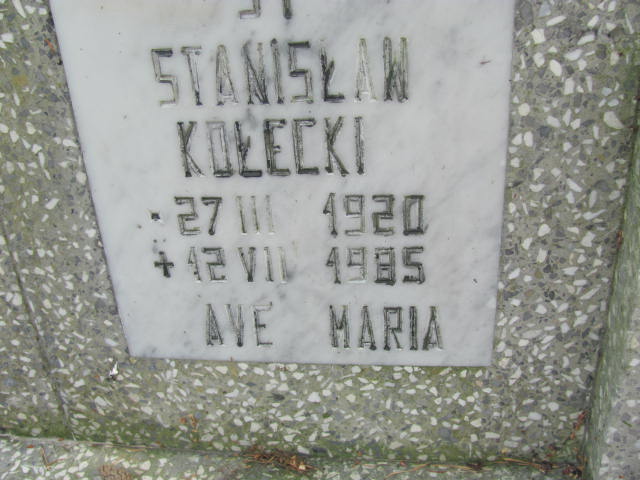 STANISŁAW
KOŁECKI
* 27 III 1920
+ 12 VII 1985
AVE MARIA